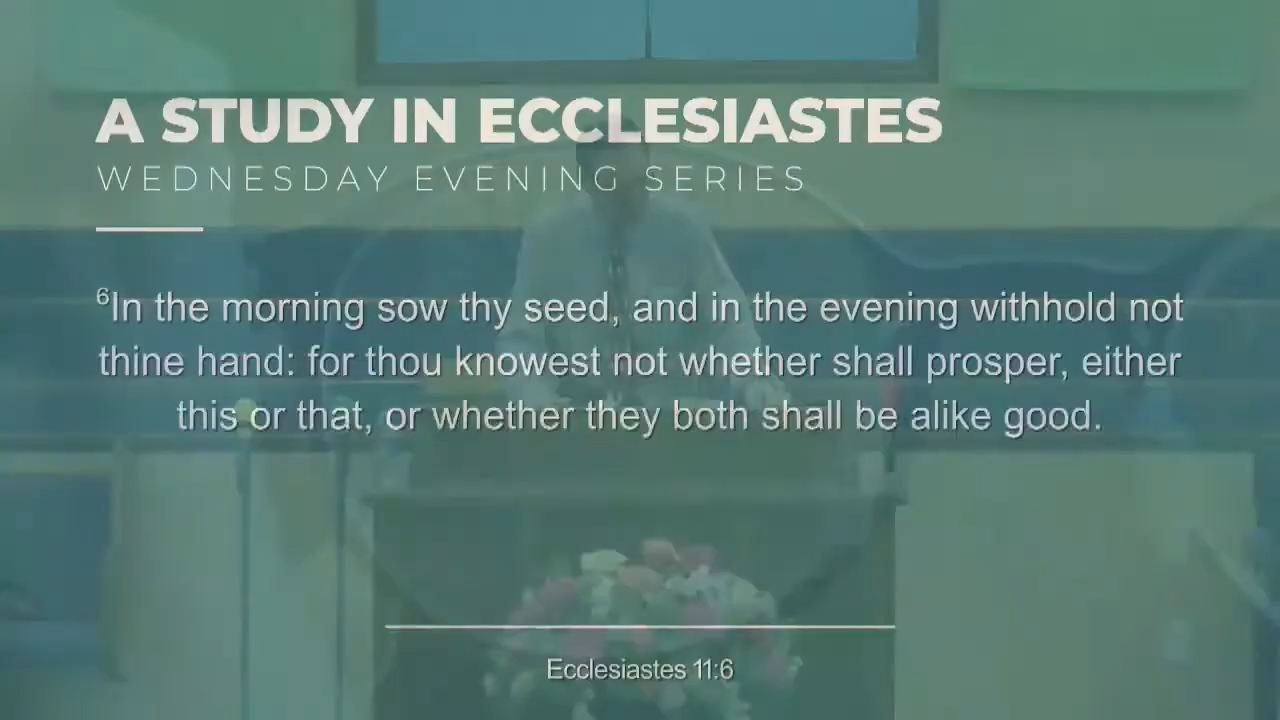 A STUDY IN ECCLESIASTES
WEDNESDAY EVENING SERIES
⁶In the morning sow thy seed, and in the evening withhold not
thine hand: for thou knowest not whether shall prosper, either
this or that, or whether they both shall be alike good.
Ecclesiastes 11:6